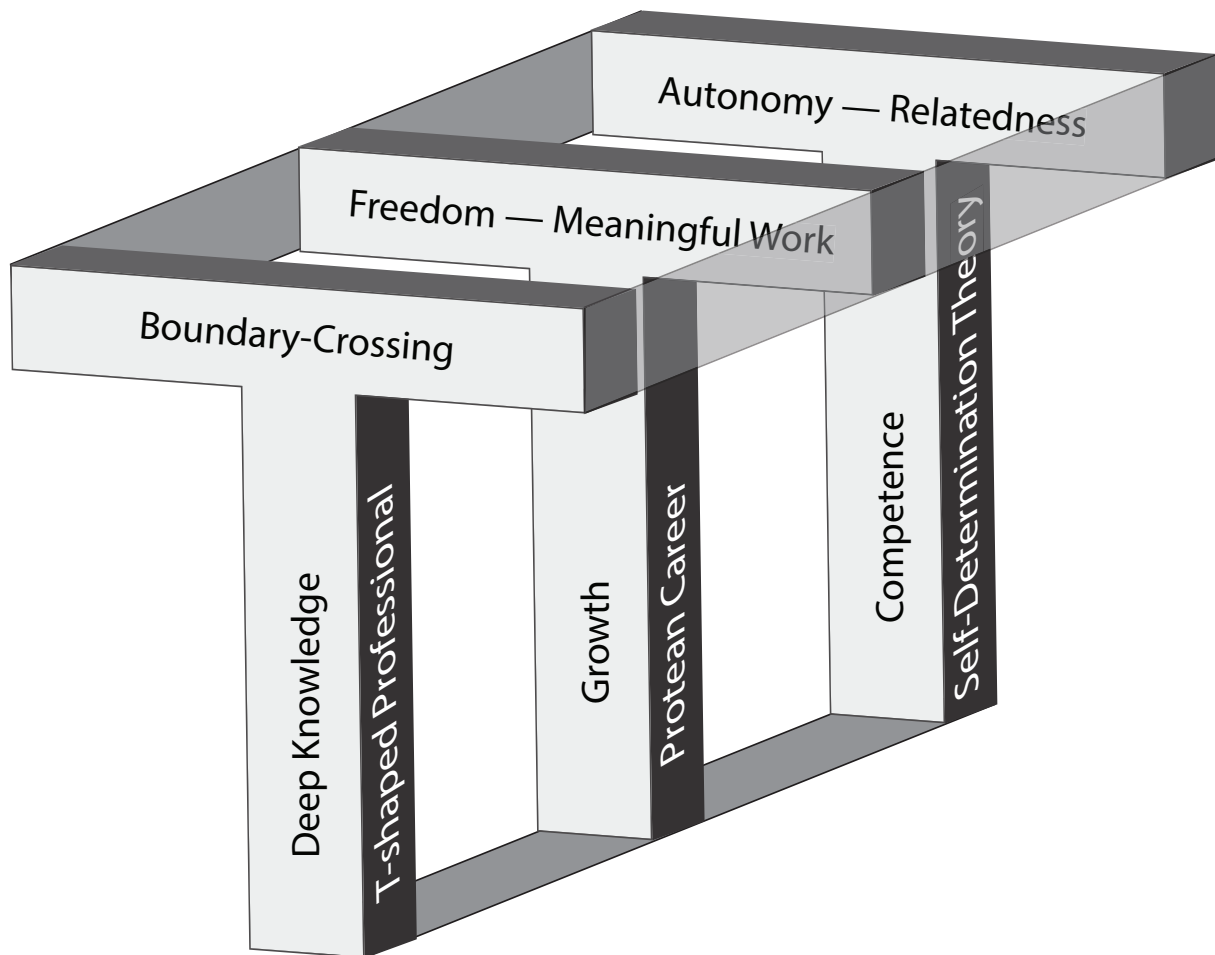 Autonomy — Relatedness
Freedom — Meaningful Work
Boundary-Crossing
Deep Knowledge
T-shaped Professional
Growth
Protean Career
Competence
Self-Determination Theory